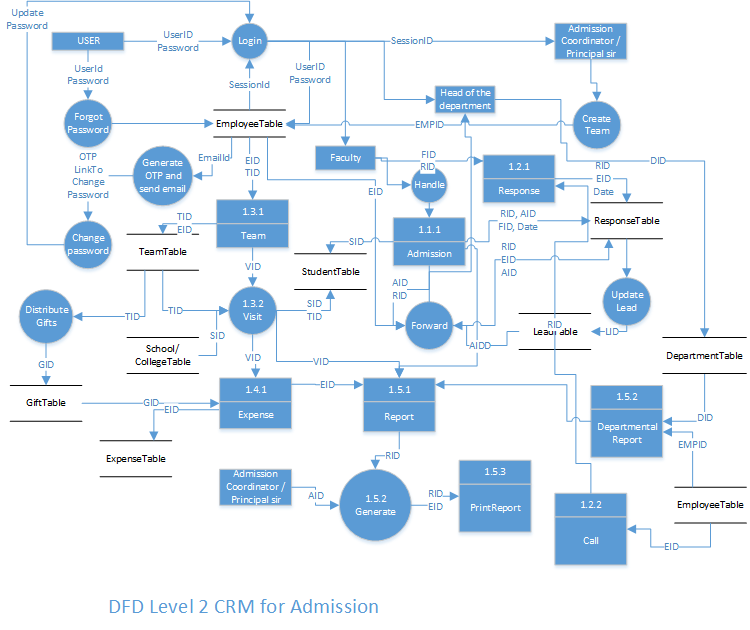 Update
Password
USER
UserID
Password
Login
SessionID
Admission
Coordinator /
Principal sir
UserId
Password
UserID
Password
SessionId
Head of the
department
Forgot
Password
EmployeeTable
EMPID
Create
Team
OTP
LinkTo
Change
Password
Generate
OTP and
send email
EmailId
EID
TID
Faculty
FID
RID
Handle
1.2.1
Response
RID
EID
Date
DID
EID
1.3.1
Team
TID
EID
Change
password
TeamTable
SID
1.1.1
Admission
RID, AID
FID, Date
ResponseTable
RID
EID
AID
VID
StudentTable
AID
RID
Distribute
Gifts
TID
TID
1.3.2
Visit
SID
TID
Forward
Update
Lead
SID
School/
CollegeTable
LeadTable
RID
LID
AIDD
VID
VID
DepartmentTable
GID
GiftTable
GID
EID
1.4.1
Expense
EID
1.5.1
Report
1.5.2
Departmental
Report
DID
EMPID
ExpenseTable
RID
Admission
Coordinator /
Principal sir
AID
1.5.2
Generate
RID
EID
1.5.3
PrintReport
1.2.2
Call
EmployeeTable
EID
DFD Level 2 CRM for Admission